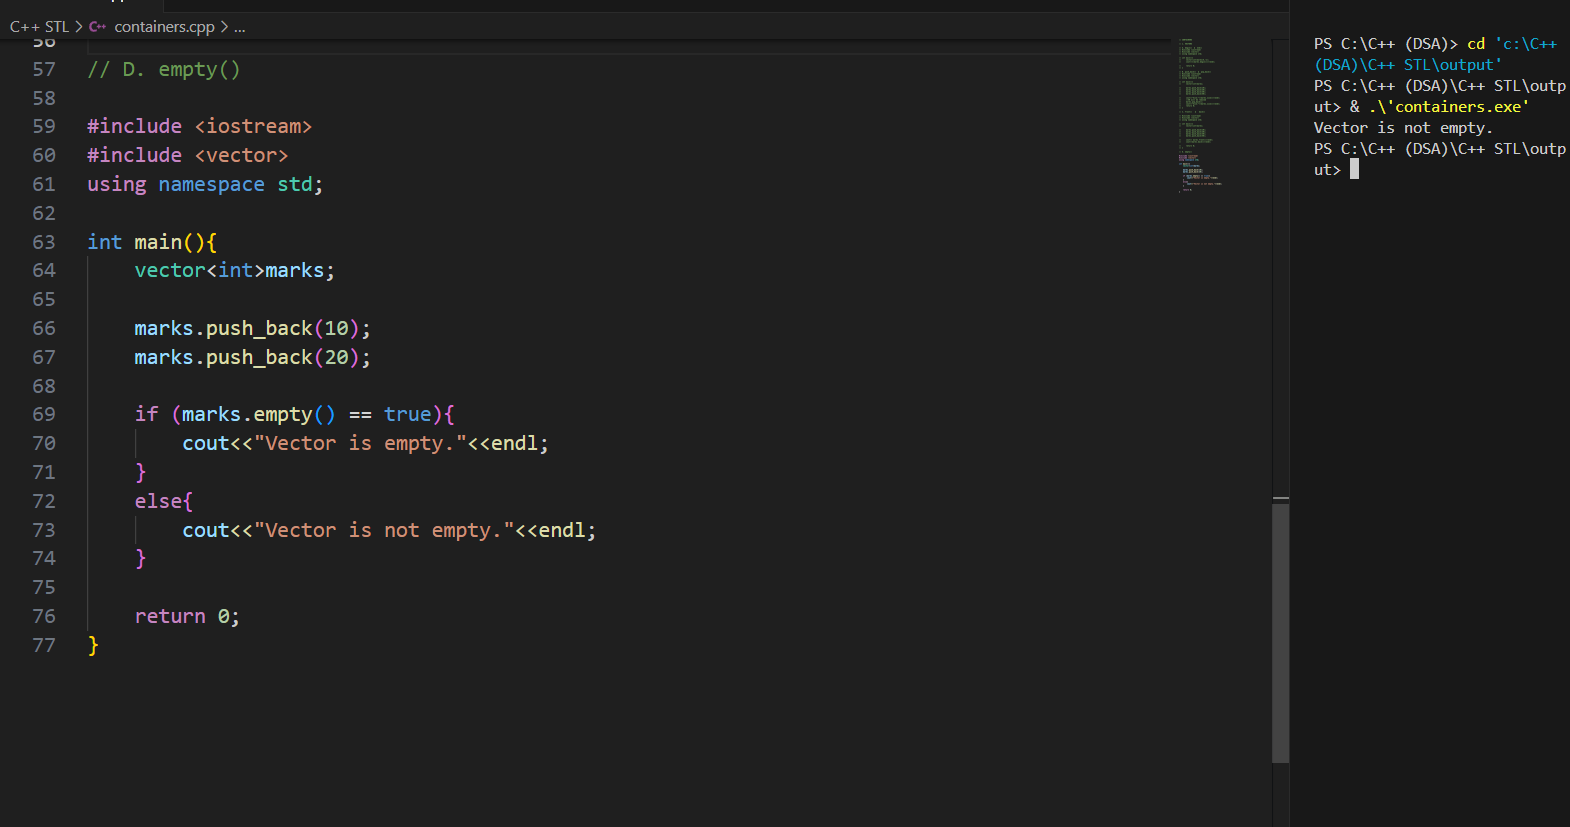 C++ STL > C++ containers.cpp > ...
56
57 // D. empty()
58
59 #include <iostream>
60 #include <vector>
61 using namespace std;
62
63 int main(){
64     vector<int>marks;
65
66     marks.push_back(10);
67     marks.push_back(20);
68
69     if (marks.empty() == true){
70         cout<<"Vector is empty."<<endl;
71     }
72     else{
73         cout<<"Vector is not empty."<<endl;
74     }
75
76     return 0;
77 }
PS C:\C++ (DSA)> cd 'c:\C++
(DSA)\C++ STL\output'
PS C:\C++ (DSA)\C++ STL\outp
ut> & .\'containers.exe'
Vector is not empty.
PS C:\C++ (DSA)\C++ STL\outp
ut>